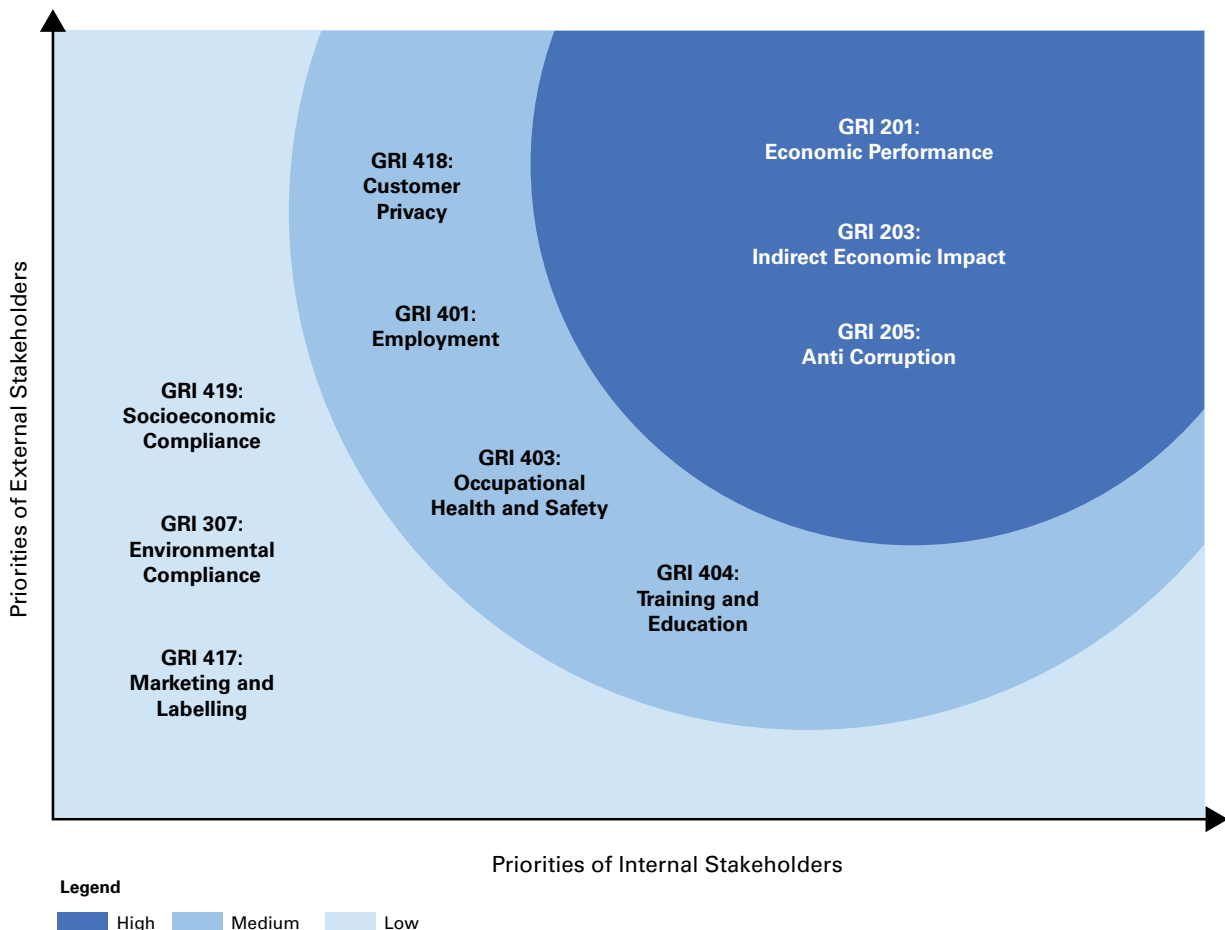 Priorities of External Stakeholders
GRI 201:
Economic Performance
GRI 418:
Customer
Privacy
GRI 203:
Indirect Economic Impact
GRI 401:
Employment
GRI 205:
Anti Corruption
GRI 419:
Socioeconomic
Compliance
GRI 403:
Occupational
Health and Safety
GRI 307:
Environmental
Compliance
GRI 404:
Training and
Education
GRI 417:
Marketing and
Labelling
Priorities of Internal Stakeholders
Legend
High Medium Low